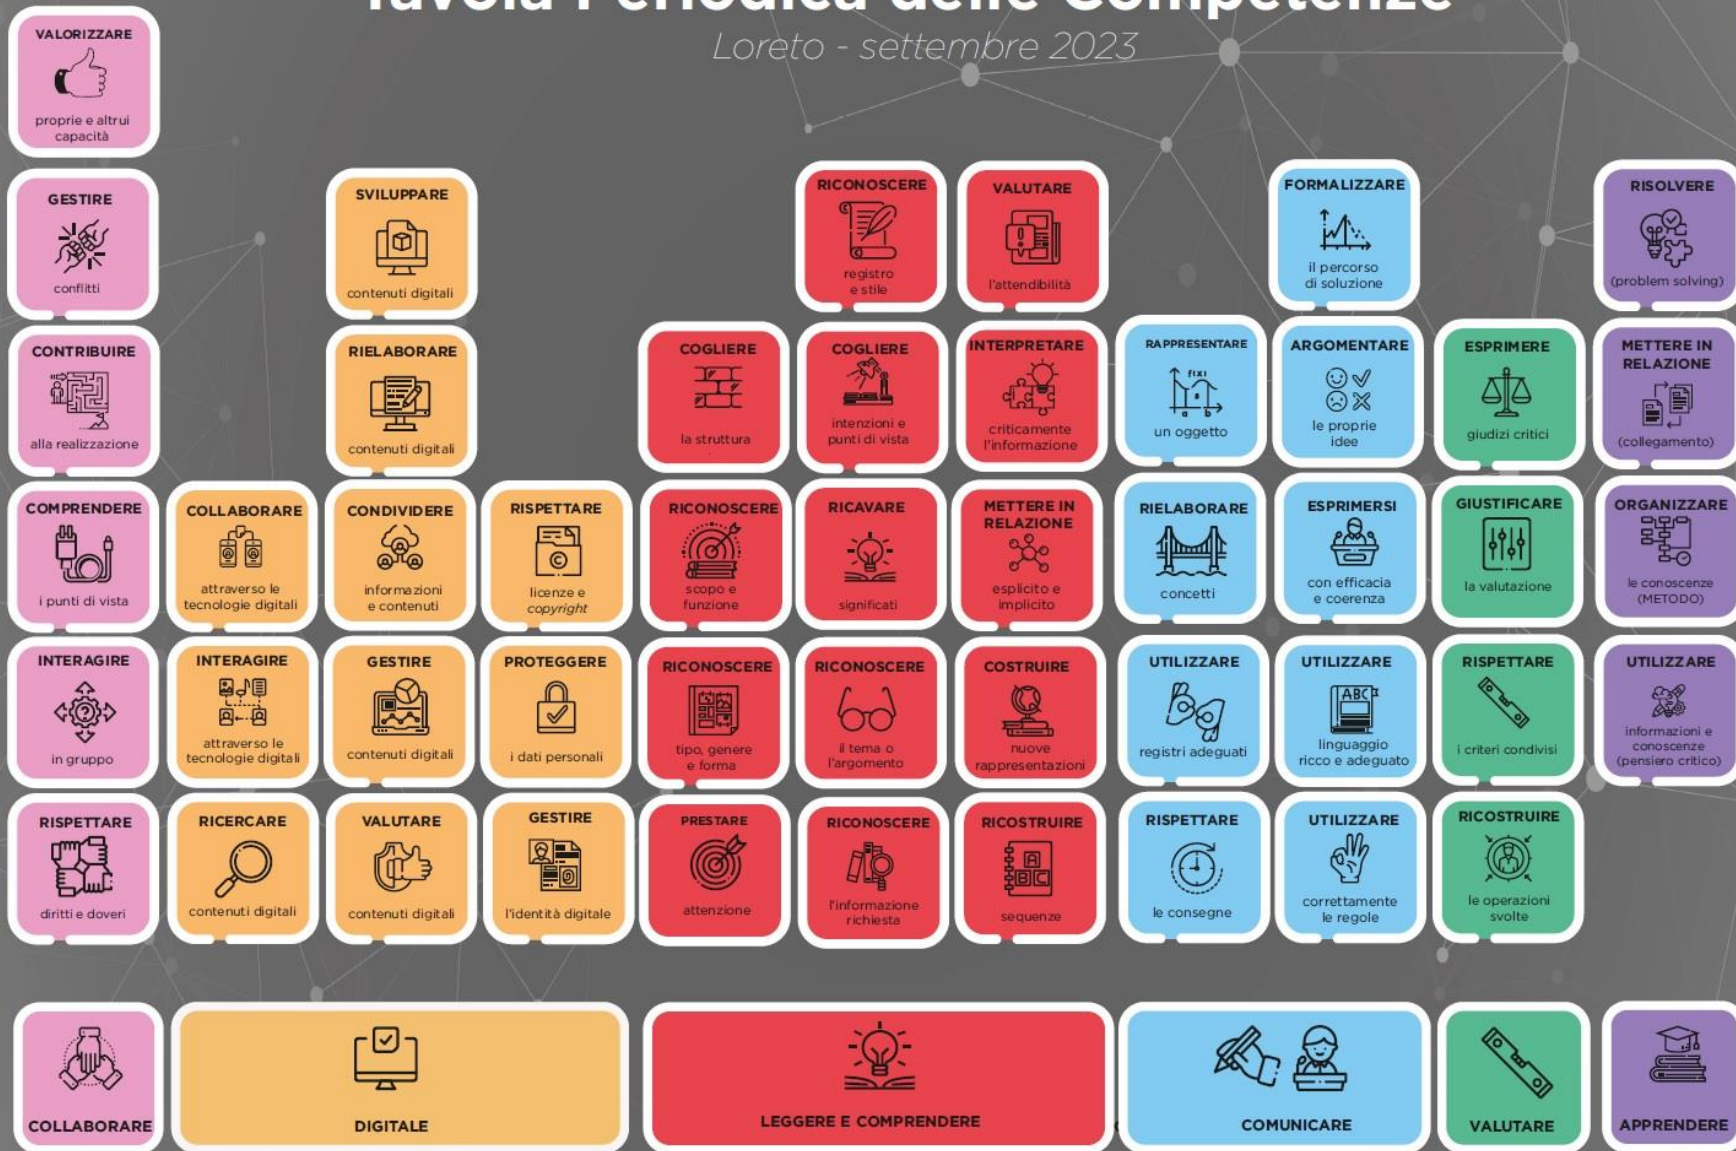 Tavola Periodica delle Competenze
Loreto - settembre 2023
VALORIZZARE
proprie e altrui
capacità
GESTIRE
conflitti
SVILUPPARE
contenuti digitali
RICONOSCERE
registro
e stile
VALUTARE
l'attendibilità
FORMALIZZARE
il percorso
di soluzione
RISOLVERE
(problem solving)
CONTRIBUIRE
alla realizzazione
RIELABORARE
contenuti digitali
COGLIERE
la struttura
COGLIERE
intenzioni e
punti di vista
INTERPRETARE
criticamente
l'informazione
RAPPRESENTARE
f(x)
a
b
un oggetto
ARGOMENTARE
le proprie
idee
ESPRIMERE
giudizi critici
METTERE IN
RELAZIONE
(collegamento)
COMPRENDERE
i punti di vista
COLLABORARE
attraverso le
tecnologie digitali
CONDIVIDERE
informazioni
e contenuti
RISPETTARE
licenze e
copyright
RICONOSCERE
scopo e
funzione
RICAVARE
significati
METTERE IN
RELAZIONE
esplicito e
implicito
RIELABORARE
concetti
ESPRIMERSI
con efficacia
e coerenza
GIUSTIFICARE
la valutazione
ORGANIZZARE
le conoscenze
(METODO)
INTERAGIRE
in gruppo
INTERAGIRE
attraverso le
tecnologie digitali
GESTIRE
contenuti digitali
PROTEGGERE
i dati personali
RICONOSCERE
tipo, genere
e forma
RICONOSCERE
il tema o
l'argomento
COSTRUIRE
nuove
rappresentazioni
UTILIZZARE
registri adeguati
UTILIZZARE
ABC
linguaggio
ricco e adeguato
RISPETTARE
i criteri condivisi
UTILIZZARE
informazioni e
conoscenze
(pensiero critico)
RISPETTARE
diritti e doveri
RICERCARE
contenuti digitali
VALUTARE
contenuti digitali
GESTIRE
l'identità digitale
PRESTARE
attenzione
RICONOSCERE
l'informazione
richiesta
RICOSTRUIRE
A
B C
sequenze
RISPETTARE
le consegne
UTILIZZARE
correttamente
le regole
RICOSTRUIRE
le operazioni
svolte
COLLABORARE
DIGITALE
LEGGERE E COMPRENDERE
COMUNICARE
VALUTARE
APPRENDERE